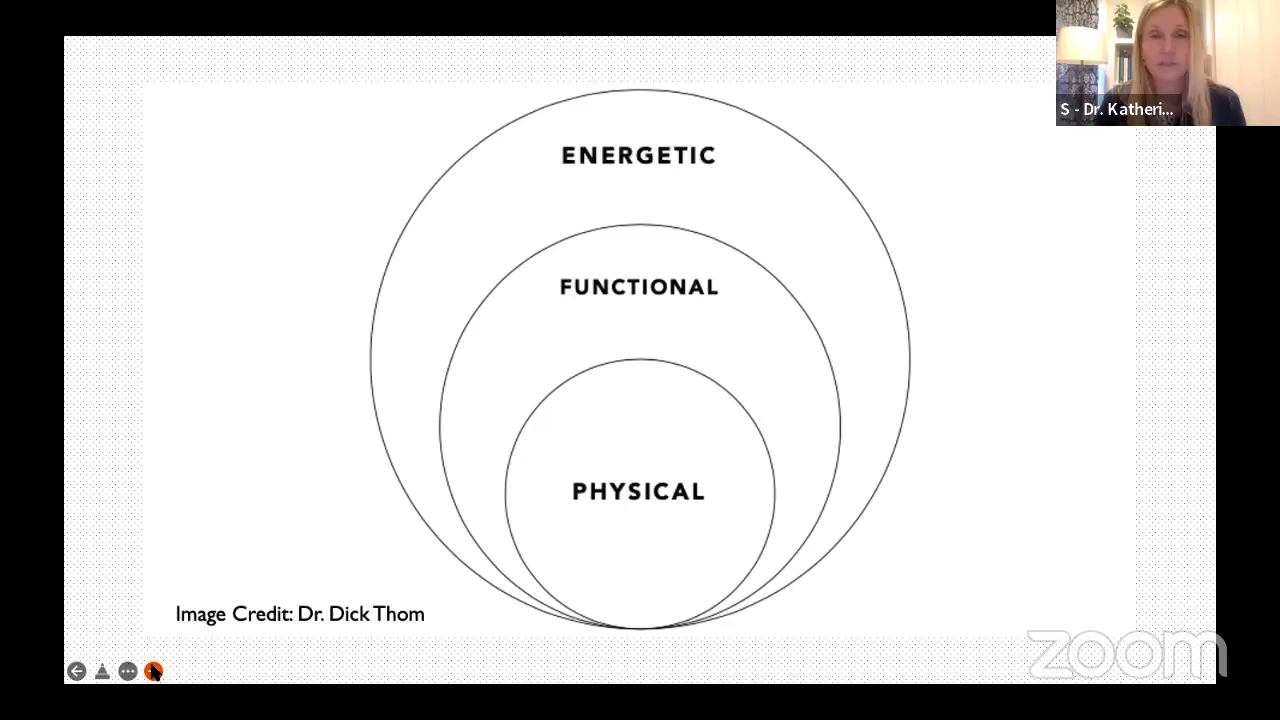 S - Dr. Katheri...
ENERGETIC
FUNCTIONAL
PHYSICAL
Image Credit: Dr. Dick Thom
zoom